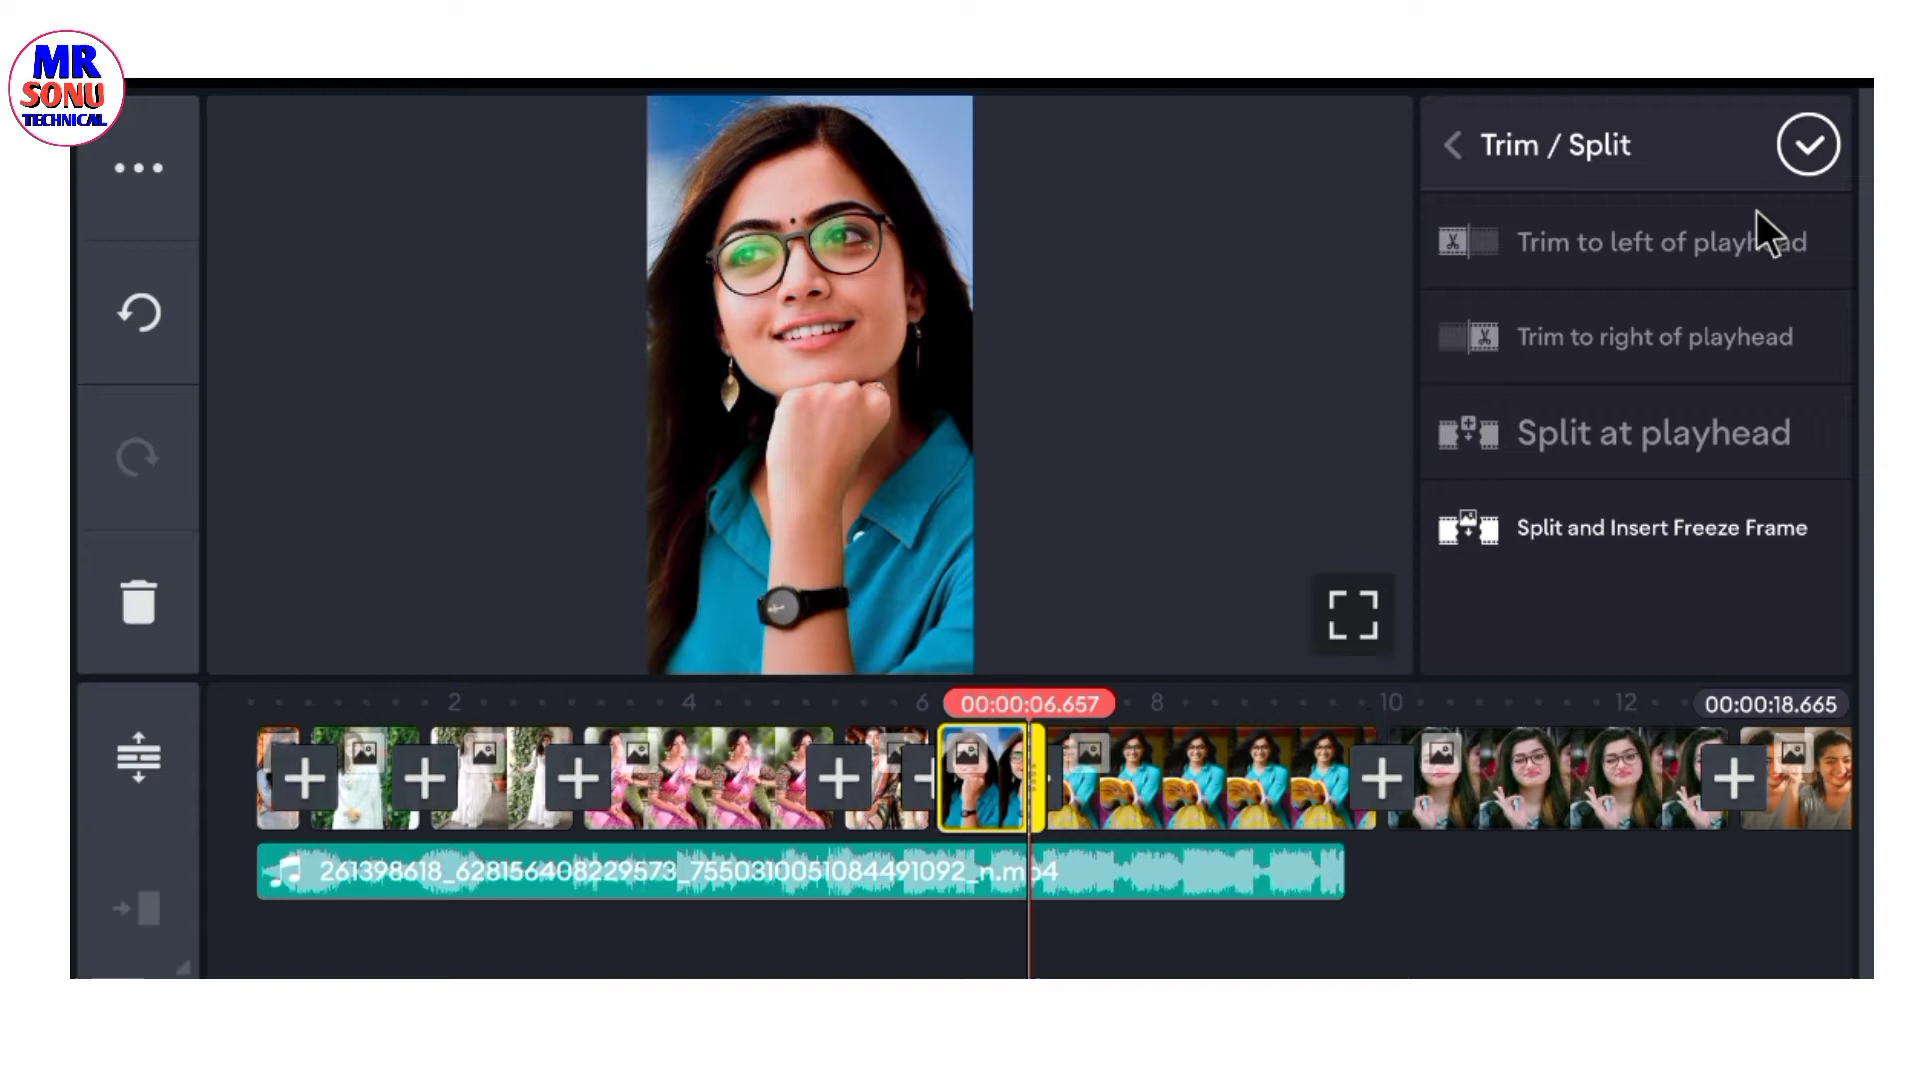 MR
SONU
TECHNICAL
Trim / Split
Trim to left of playh  ad
Trim to right of playhead
Split at playhead
Split and Insert Freeze Frame
2
4
6
00:00:06.657
8
10
12
00:00:18.665
261398618_628156408229573_7550310051084491092_n.mp4